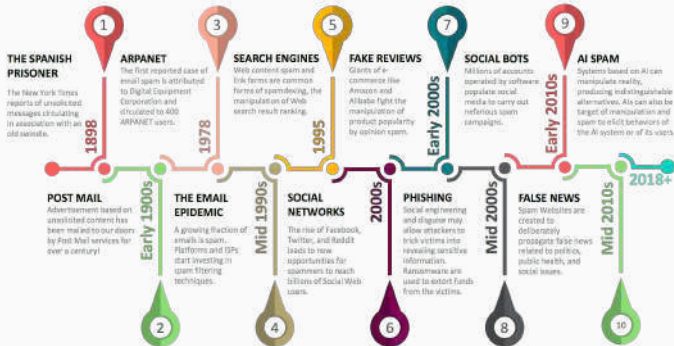 1
3
5
7
9
THE SPANISH
PRISONER
The New York Times
reports of unsolicited
messages circulating
in association with an
old swindle.
1898
ARPANET
The first reported case of
email spam is attributed
to Digital Equipment
Corporation and
circulated to 400
ARPANET users.
1978
SEARCH ENGINES
Web content spam and
link farms are common
forms of spamdexing, the
manipulation of Web
search result ranking.
1995
FAKE REVIEWS
Giants of e-
commerce like
Amazon and
Alibaba fight the
manipulation of
product popularity
by opinion spam.
Early 2000s
SOCIAL BOTS
Millions of accounts
operated by software
populate social
media to carry out
nefarious spam
campaigns.
Early 2010s
AI SPAM
Systems based on AI can
manipulate reality,
producing indistinguishable
alternatives. AIs can also be
target of manipulation and
spam to elicit behaviors of
the AI system or of its users.
2018+
POST MAIL
Advertisement based on
unsolicited content has
been mailed to our doors
by Post Mail services for
over a century!
Early 1900s
THE EMAIL
EPIDEMIC
A growing fraction of
emails is spam.
Platforms and ISPs
start investing in
spam filtering
techniques.
Mid 1990s
SOCIAL
NETWORKS
The rise of Facebook,
Twitter, and Reddit
leads to new
opportunities for
spammers to reach
billions of Social Web
users.
2000s
PHISHING
Social engineering
and disguise may
allow attackers to
trick victims into
revealing sensitive
information.
Ransomware are
used to extort funds
from the victims.
Mid 2000s
FALSE NEWS
Spam Websites are
created to
deliberately
propagate false news
related to politics,
public health, and
social issues.
Mid 2010s
2
4
6
8
10